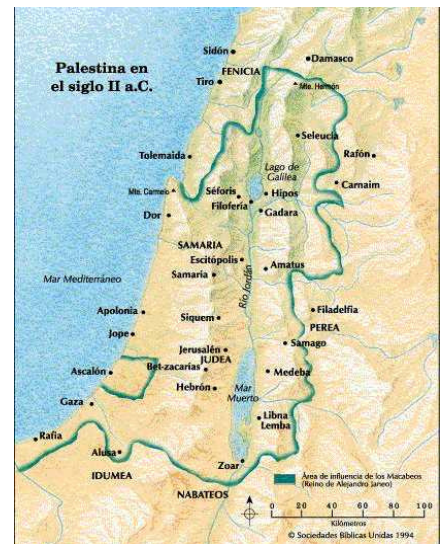 Palestina en
el siglo II a.C.
Sidón
Damasco
FENICIA
Tiro
Mte. Hermón
Seleucia
Tolemaida
Rafón
Lago de
Galilea
Mte. Carmelo
Séforis
Hipos
Carnaim
Filoferia
Dor
Gadara
SAMARIA
Escitópolis
Samaria
Amatus
Mar Mediterráneo
Río Jordán
Apolonia
Siquem
Filadelfia
Jope
PEREA
Jerusalén
Samago
JUDEA
Ascalón
Bet-zacarías
Medeba
Hebrón
Mar
Muerto
Gaza
Libna
Lemba
Rafia
Alusa
Zoar
IDUMEA
NABATEOS
Área de influencia de los Macabeos
(Reino de Alejandro Janeo)
0 20 40 60 80 100
Kilómetros
© Sociedades Bíblicas Unidas 1994